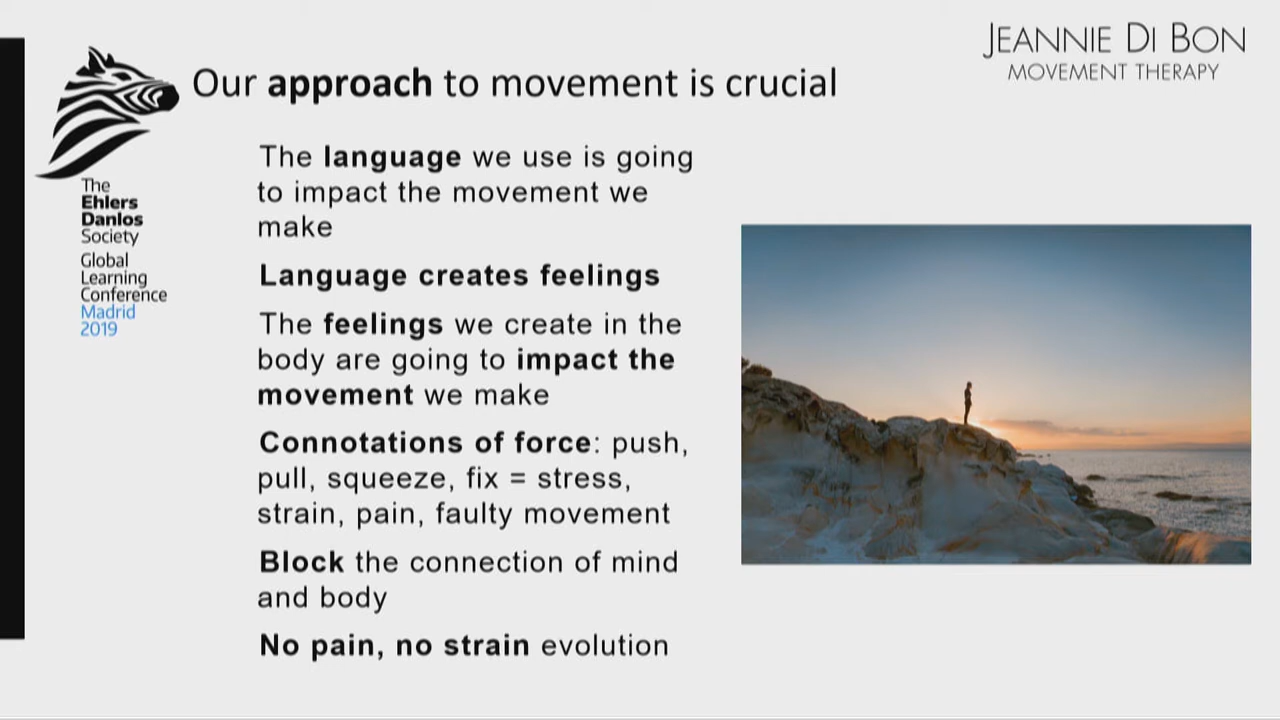 JEANNIE DI BON
MOVEMENT THERAPY
Our approach to movement is crucial
The
Ehlers
Danlos
Society
Global
Learning
Conference
Madrid
2019
The language we use is going
to impact the movement we
make
Language creates feelings
The feelings we create in the
body are going to impact the
movement we make
Connotations of force: push,
pull, squeeze, fix = stress,
strain, pain, faulty movement
Block the connection of mind
and body
No pain, no strain evolution